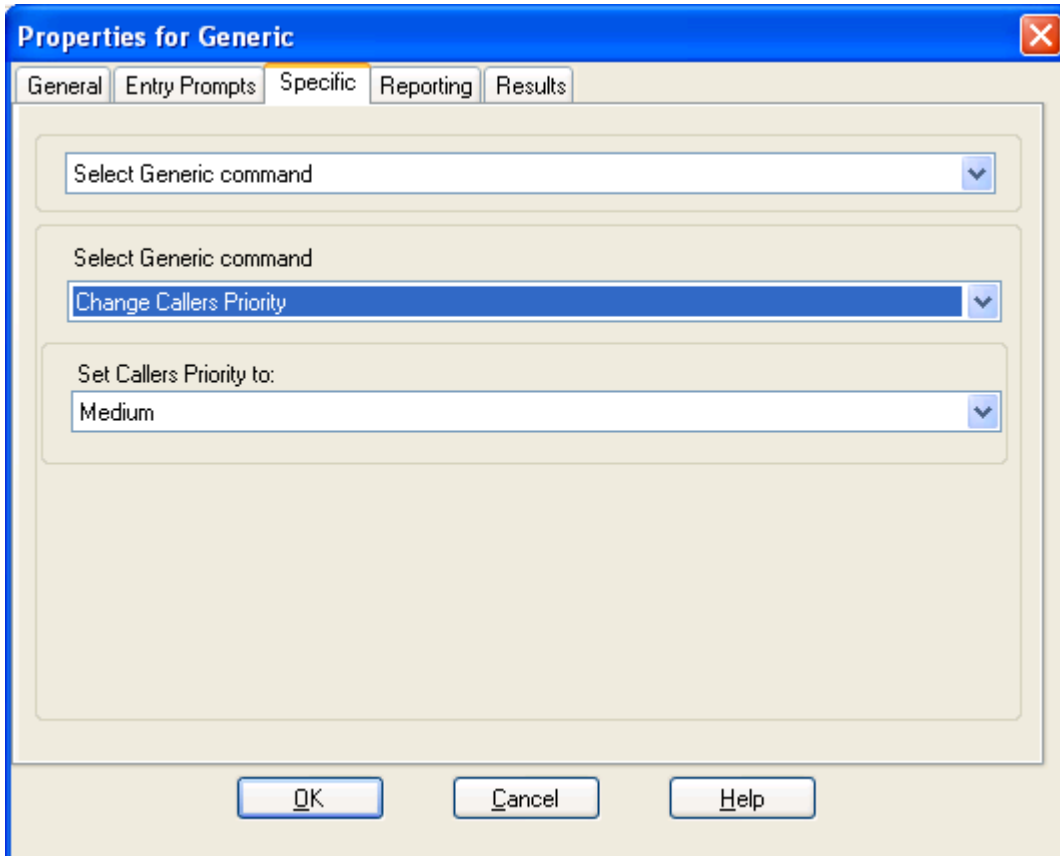 Properties for Generic
General Entry Prompts Specific Reporting Results
Select Generic command
Select Generic command
Change Callers Priority
Set Callers Priority to:
Medium
OK Cancel Help